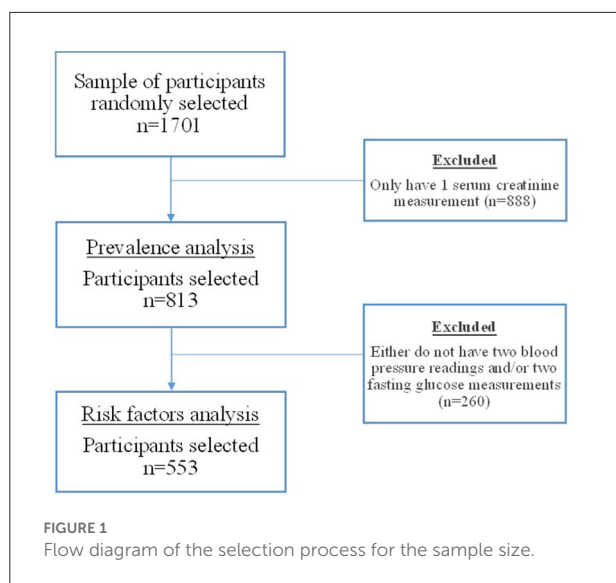 Sample of participants
randomly selected
n=1701
Excluded
Only have 1 serum creatinine
measurement (n=888)
Prevalence analysis
Participants selected
n=813
Excluded
Either do not have two blood
pressure readings and/or two
fasting glucose measurements
(n=260)
Risk factors analysis
Participants selected
n=553
FIGURE 1
Flow diagram of the selection process for the sample size.